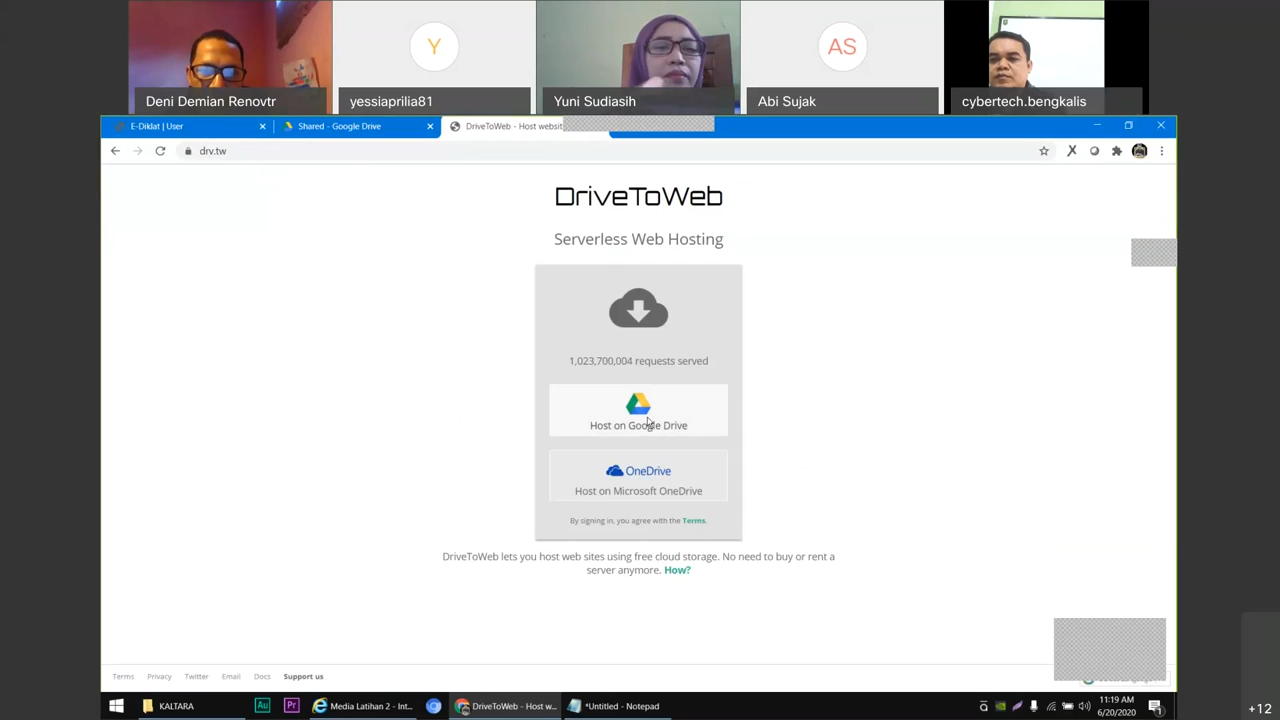 Y
AS
Deni Demian Renovtr
yessiaprilia81
Yuni Sudiasih
Abi Sujak
cybertech.bengkalis
E-Diklat | User
Shared - Google Drive
DriveToWeb - Host websit
drv.tw
DriveToWeb
Serverless Web Hosting
1,023,700,004 requests served
Host on Google Drive
OneDrive
Host on Microsoft OneDrive
By signing in, you agree with the Terms.
DriveToWeb lets you host web sites using free cloud storage. No need to buy or rent a
server anymore. How?
Terms
Privacy
Twitter
Email
Docs
Support us
KALTARA
Au
Pr
Media Latihan 2 - Int...
DriveToWeb - Host w...
*Untitled - Notepad
11:19 AM
6/20/2020
1
+12